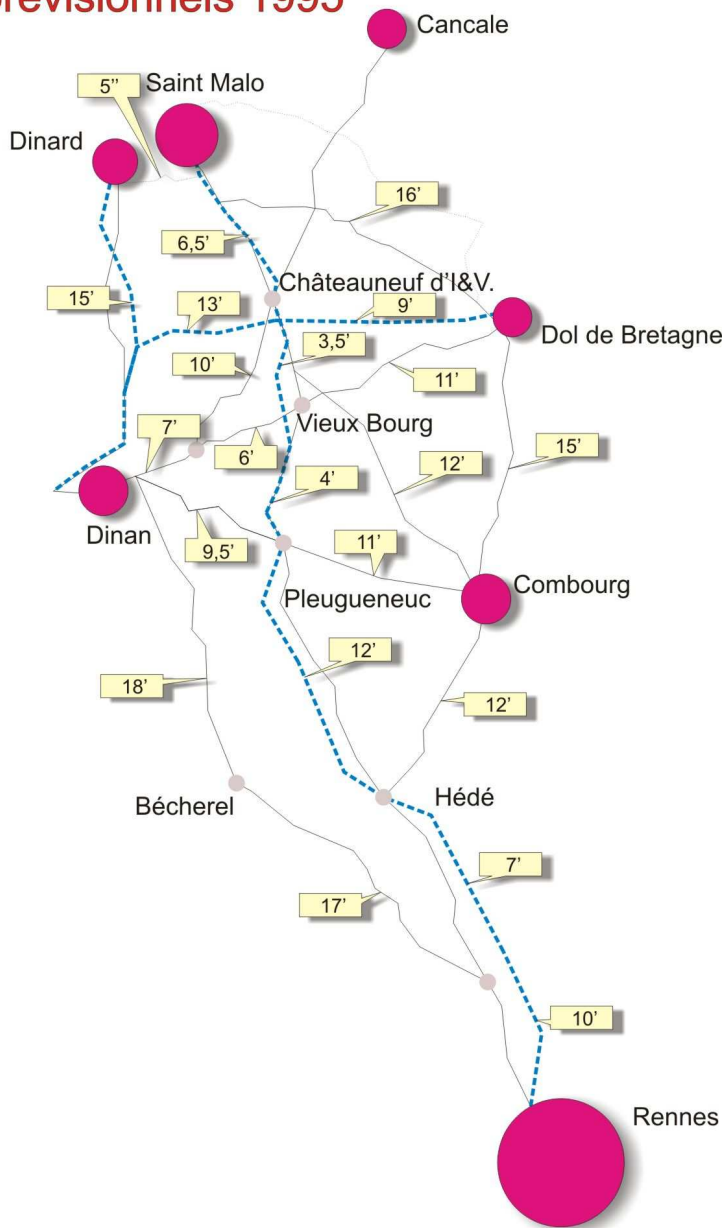 prévisionnels 1995
Cancale
5’’
Saint Malo
Dinard
16’
6,5’
Châteauneuf d’I&V.
15’
13’
9’
Dol de Bretagne
3,5’
10’
11’
Vieux Bourg
7’
6’
12’
15’
4’
Dinan
9,5’
11’
Combourg
Pleugueneuc
12’
18’
12’
Bécherel
Hédé
7’
17’
10’
Rennes